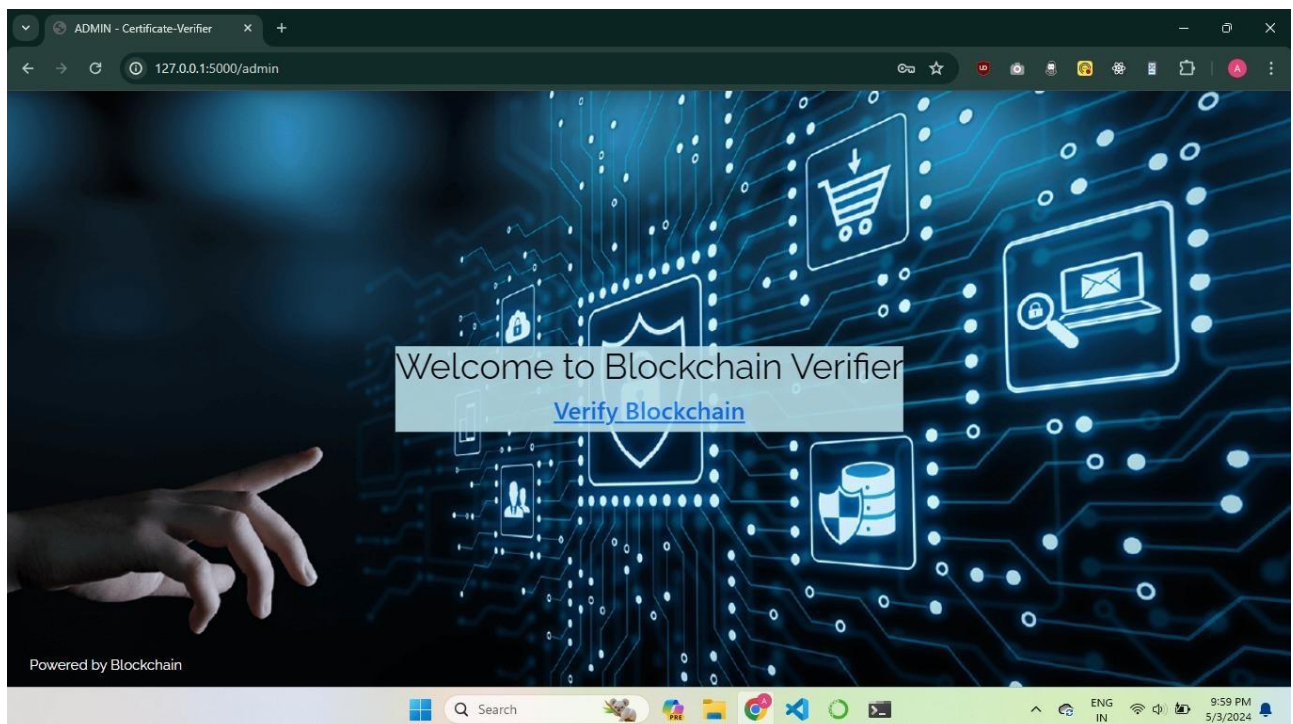 ADMIN - Certificate-Verifier
127.0.0.1:5000/admin
Welcome to Blockchain Verifier
Verify Blockchain
Powered by Blockchain
Search
PRE
ENG
IN
9:59 PM
5/3/2024
A